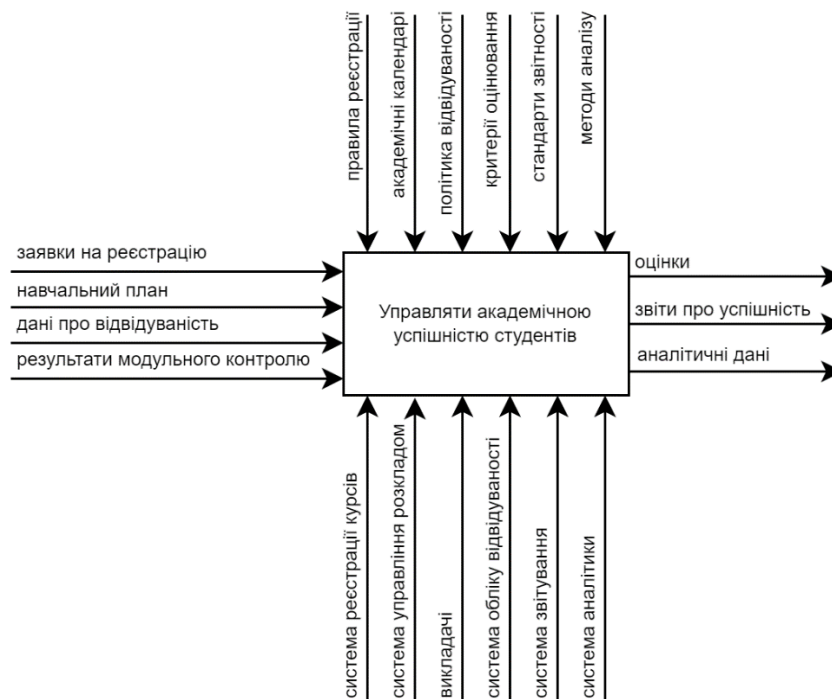 правила реєстрації
академічні календарі
політика відвідуваності
критерії оцінювання
стандарти звітності
методи аналізу
заявки на реєстрацію
навчальний план
дані про відвідуваність
результати модульного контролю
Управляти академічною
успішністю студентів
оцінки
звіти про успішність
аналітичні дані
система реєстрації курсів
система управління розкладом
викладачі
система обліку відвідуваності
система звітування
система аналітики